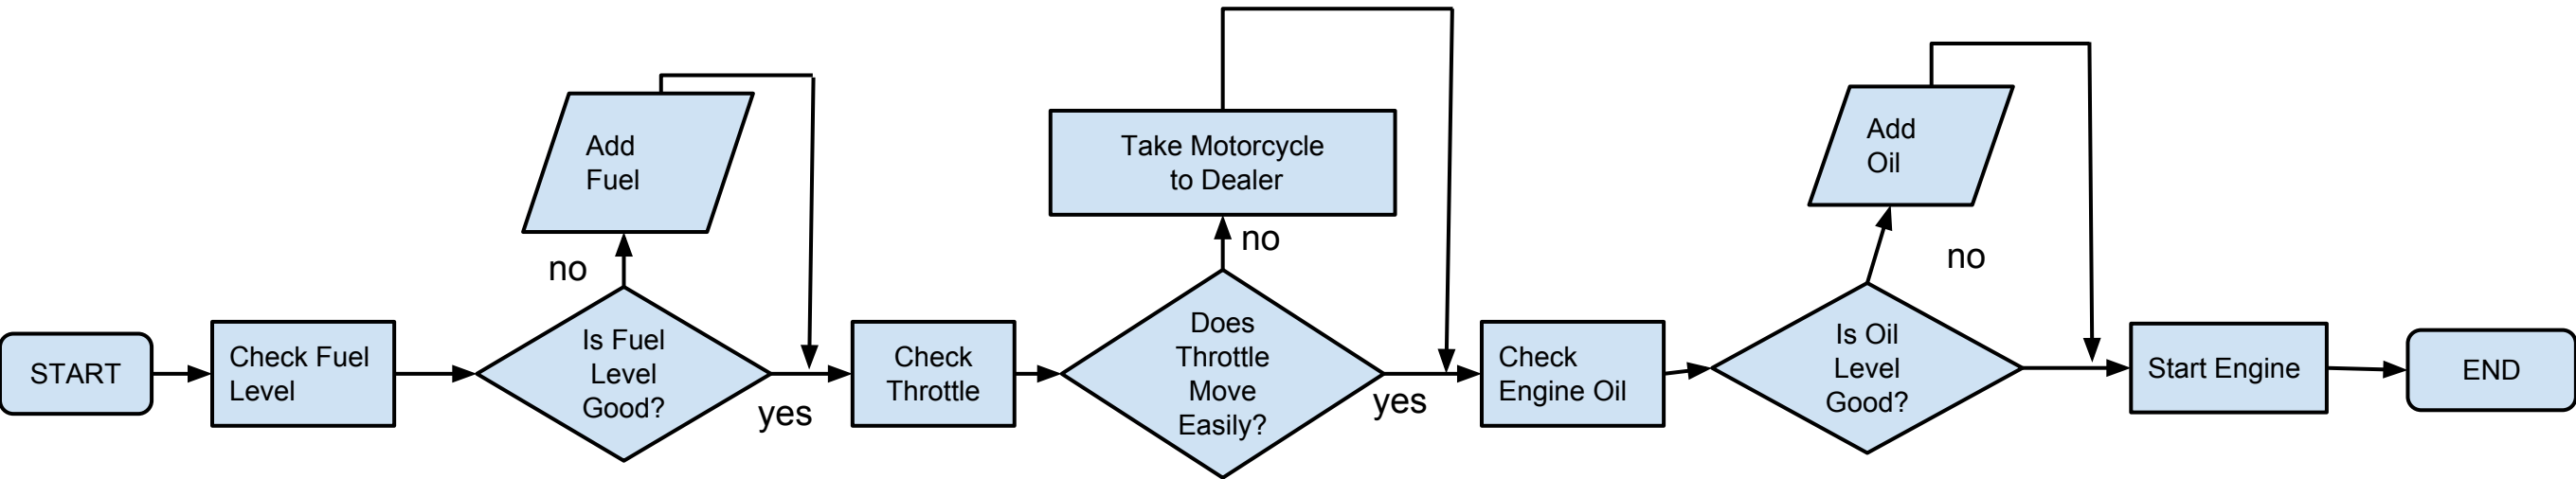 START
Check Fuel
Level
Is Fuel
Level
Good?
no
Add
Fuel
yes
Check
Throttle
Does
Throttle
Move
Easily?
no
Take Motorcycle
to Dealer
yes
Check
Engine Oil
Is Oil
Level
Good?
no
Add
Oil
Start Engine
END